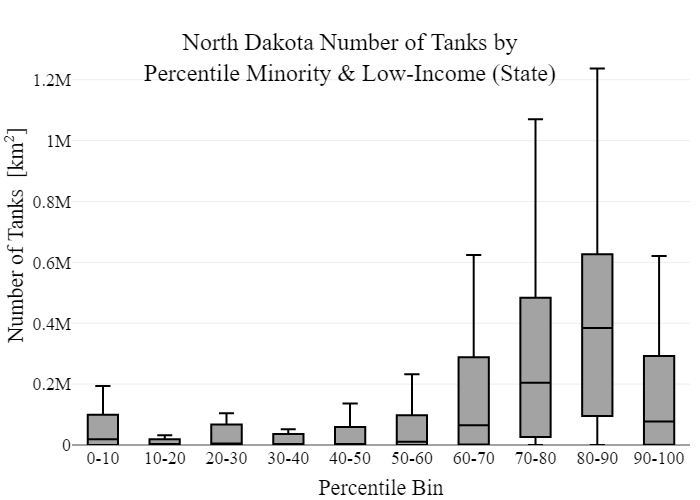 North Dakota Number of Tanks by
Percentile Minority & Low-Income (State)
Number of Tanks [km²]
1.2M
1M
0.8M
0.6M
0.4M
0.2M
0
0-10 10-20 20-30 30-40 40-50 50-60 60-70 70-80 80-90 90-100
Percentile Bin